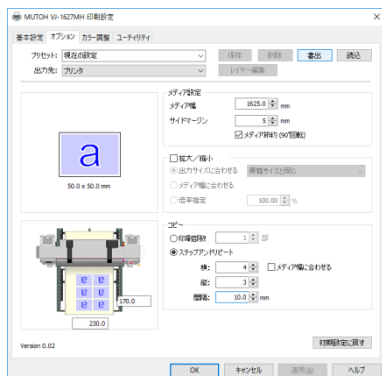 MUTOH VJ-1627MH 印刷設定
基本設定 オプション カラー調整 ユーティリティ
プリセット: 現在の設定 保存 削除 書出 読込
出力先: プリンタ レイヤー編集
メディア設定
メディア幅 1625.0 mm
サイドマージン 5 mm
メディア節約 (90°回転)
a
50.0 x 50.0 mm
拡大/縮小
出力サイズに合わせる 原稿サイズと同じ
メディア幅に合わせる
倍率指定 100.00 %
コピー
印刷部数 1 部
ステップアンドリピート
横: 4 メディア幅に合わせる
縦: 3
間隔: 10.0 mm
170.0
230.0
Version 0.02 初期設定に戻す
OK キャンセル 適用(A) ヘルプ